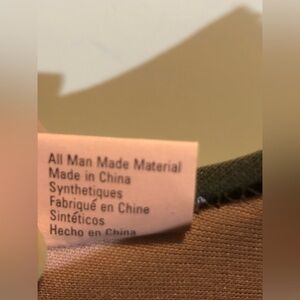 All Man Made Material
Made in China
Synthetiques
Fabriqué en Chine
Sintéticos
Hecho en China